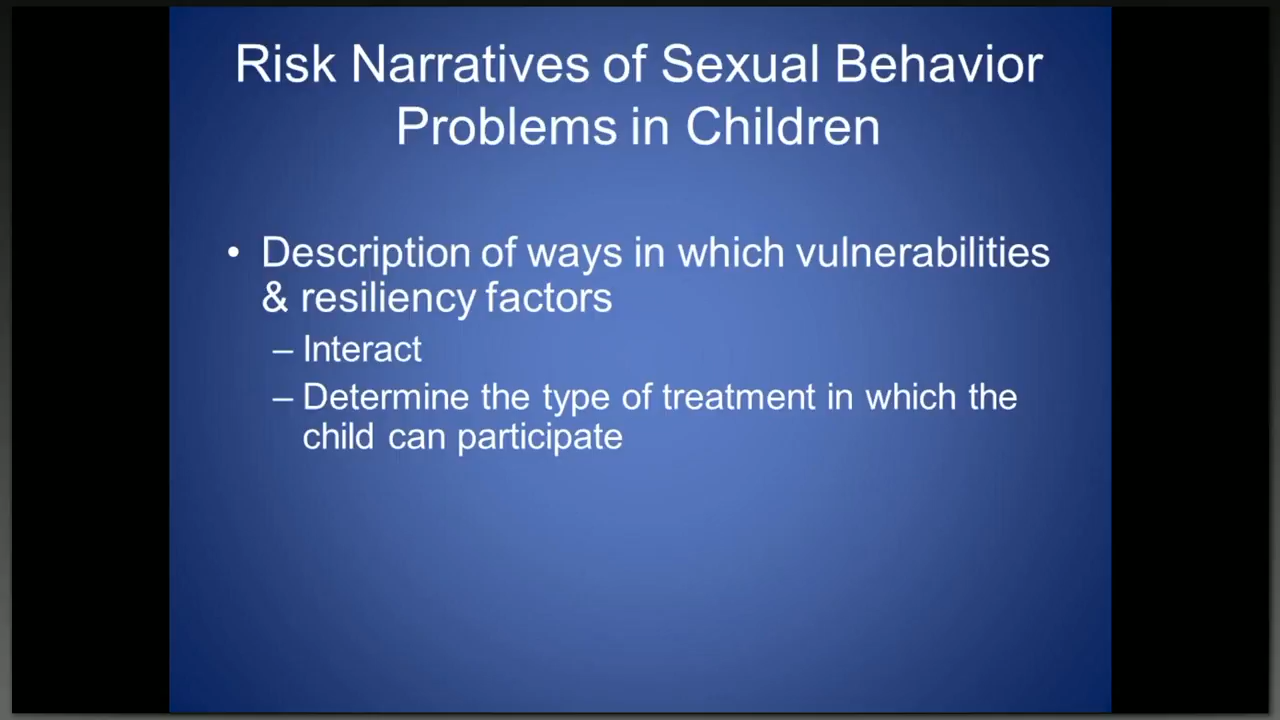 Risk Narratives of Sexual Behavior
Problems in Children
• Description of ways in which vulnerabilities
& resiliency factors
– Interact
– Determine the type of treatment in which the
child can participate